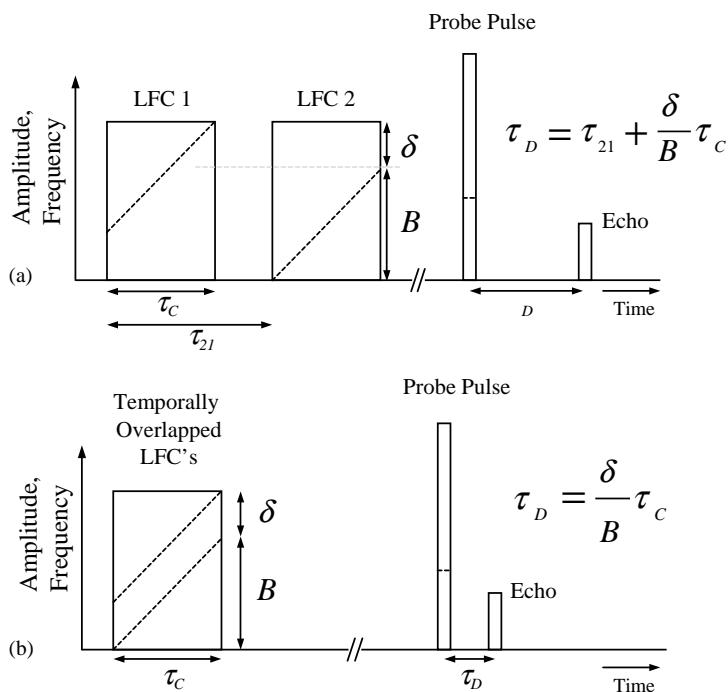 Probe Pulse
LFC 1
LFC 2
δ
τ_D = τ_21 + δ/B τ_C
Amplitude,
Frequency
B
Echo
(a)
τ_C
D
Time
τ_21
Temporally
Overlapped
LFC's
Probe Pulse
δ
τ_D = δ/B τ_C
Amplitude,
Frequency
B
Echo
(b)
τ_C
τ_D
Time